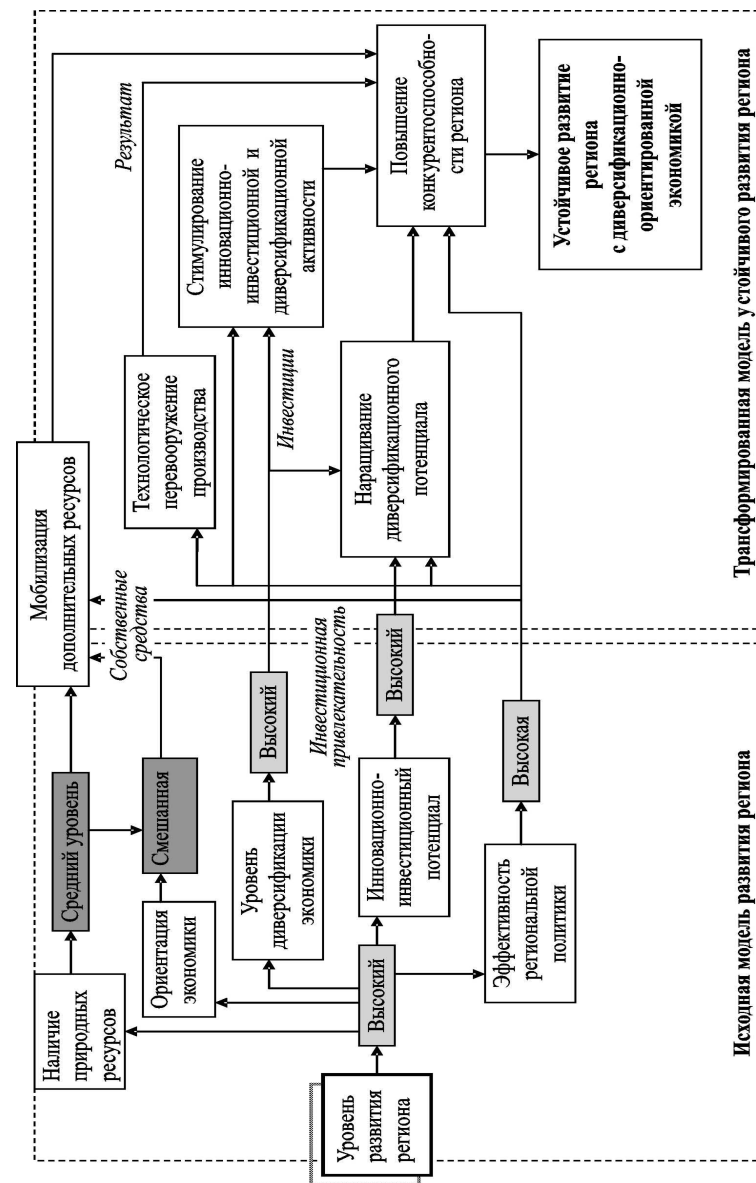 Мобилизация
дополнительных ресурсов
Результат
Технологическое
перевооружение
производства
Стимулирование
инновационно-
инвестиционной и
диверсификационной
активности
Повышение
конкурентоспособно-
сти региона
Устойчивое развитие
региона
с диверсификационно-
ориентированной
экономикой
Инвестиции
Наращивание
диверсификационного
потенциала
Собственные
средства
Инвестиционная
привлекательность
Наличие
природных
ресурсов
Средний уровень
Ориентация
экономики
Смешанная
Уровень
диверсификации
экономики
Высокий
Инновационно-
инвестиционный
потенциал
Высокий
Эффективность
региональной
политики
Высокая
Уровень
развития
региона
Высокий
Исходная модель развития региона
Трансформированная модель устойчивого развития региона